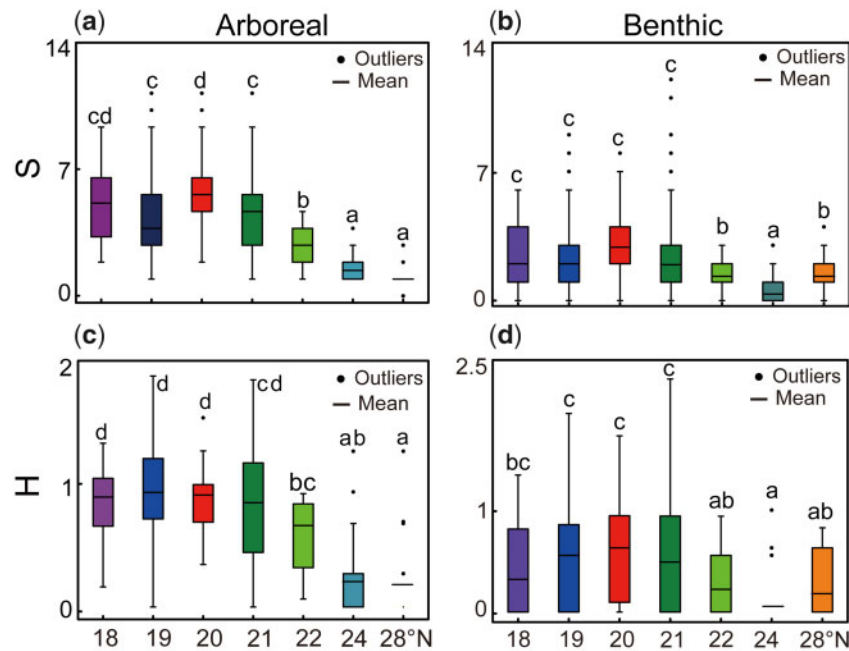 (a) Arboreal
(b) Benthic
S
14
7
0
• Outliers
— Mean
cd c d c b a a
14
7
0
• Outliers
— Mean
c c c c b a b
(c)
H
2
1
0
• Outliers
— Mean
d d d cd bc ab a
18 19 20 21 22 24 28°N
(d)
2.5
1
0
• Outliers
— Mean
bc c c c ab a ab
18 19 20 21 22 24 28°N